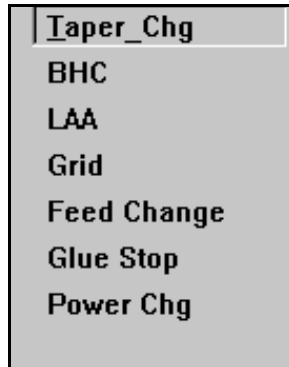 Taper_Chg
BHC
LAA
Grid
Feed Change
Glue Stop
Power Chg